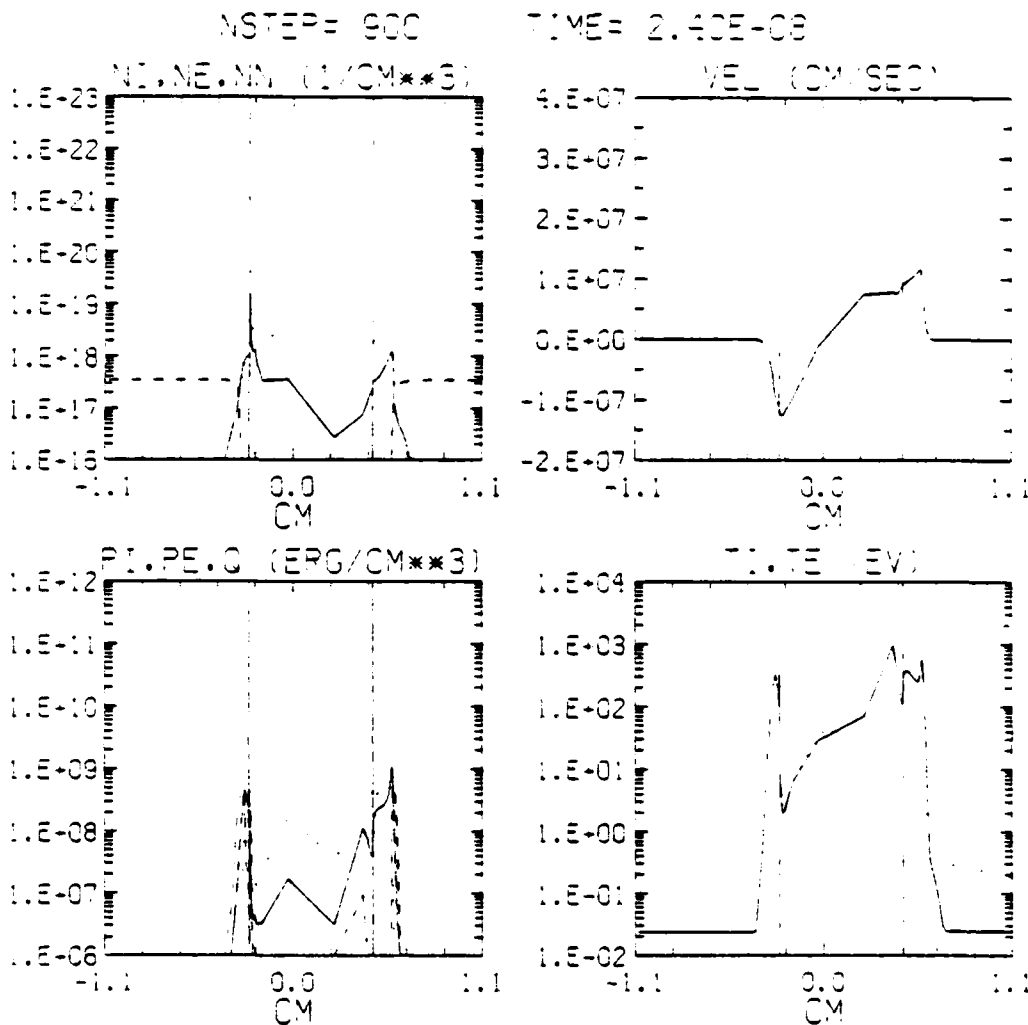 NSTEP= 900 TIME= 2.40E-08
NI.NE.NN (1/CM**3)
1.E+23
1.E+22
1.E+21
1.E+20
1.E+19
1.E+18
1.E+17
1.E+16
-1.1 0.0 1.1
CM
VEL (CM/SEC)
4.E+07
3.E+07
2.E+07
1.E+07
0.E+00
-1.E+07
-2.E+07
-1.1 0.0 1.1
CM
PI.PE.Q (ERG/CM**3)
1.E+12
1.E+11
1.E+10
1.E+09
1.E+08
1.E+07
1.E+06
-1.1 0.0 1.1
CM
TI.TE (EV)
1.E+04
1.E+03
1.E+02
1.E+01
1.E+00
1.E-01
1.E-02
-1.1 0.0 1.1
CM